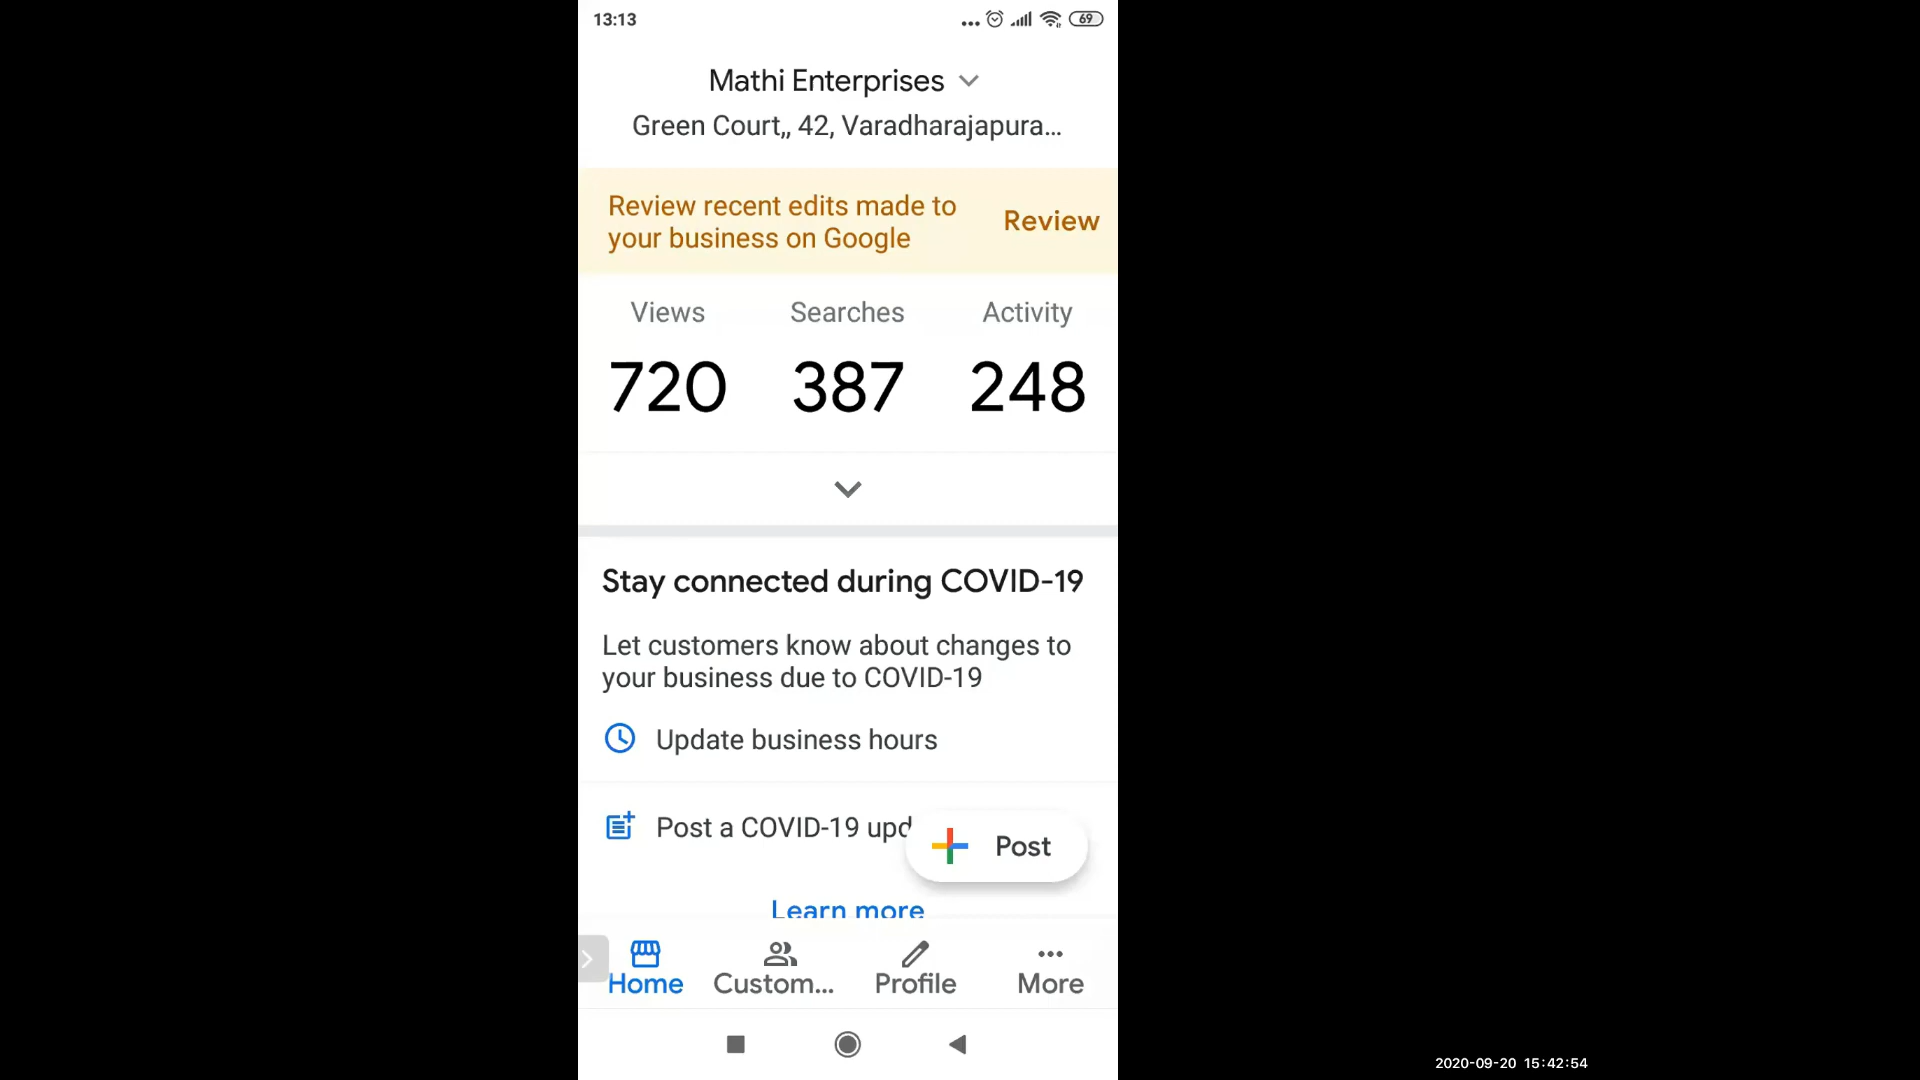 13:13
69
Mathi Enterprises
Green Court,, 42, Varadharajapura...
Review recent edits made to
your business on Google
Review
Views Searches Activity
720 387 248
Stay connected during COVID-19
Let customers know about changes to
your business due to COVID-19
Update business hours
Post a COVID-19 upd
Post
Learn more
Home Custom... Profile More
2020-09-20 15:42:54